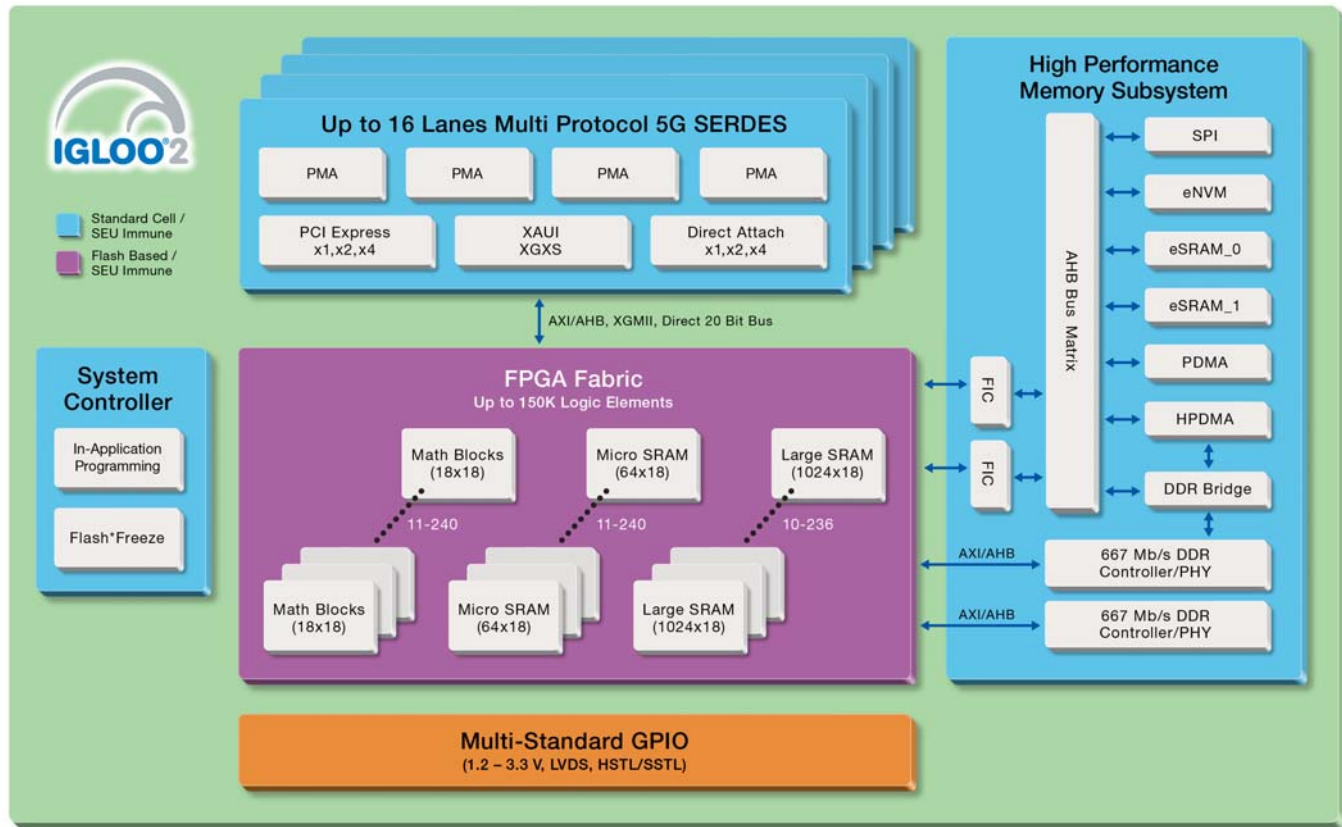 IGLOO®2
Standard Cell /
SEU Immune
Flash Based /
SEU Immune
Up to 16 Lanes Multi Protocol 5G SERDES
PMA
PMA
PMA
PMA
PCI Express
x1,x2,x4
XAUI
XGXS
Direct Attach
x1,x2,x4
AXI/AHB, XGMII, Direct 20 Bit Bus
System
Controller
In-Application
Programming
Flash*Freeze
FPGA Fabric
Up to 150K Logic Elements
Math Blocks
(18x18)
Micro SRAM
(64x18)
Large SRAM
(1024x18)
11-240
11-240
10-236
Math Blocks
(18x18)
Micro SRAM
(64x18)
Large SRAM
(1024x18)
High Performance
Memory Subsystem
AHB Bus Matrix
FIC
FIC
SPI
eNVM
eSRAM_0
eSRAM_1
PDMA
HPDMA
DDR Bridge
AXI/AHB
667 Mb/s DDR
Controller/PHY
AXI/AHB
667 Mb/s DDR
Controller/PHY
Multi-Standard GPIO
(1.2 – 3.3 V, LVDS, HSTL/SSTL)